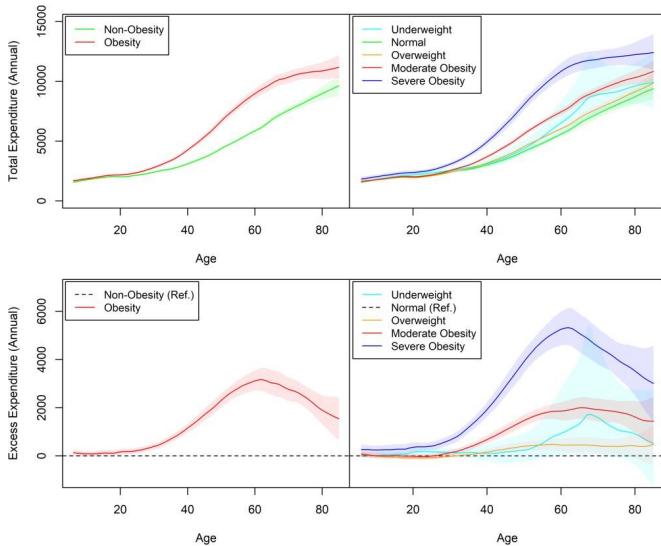 Total Expenditure (Annual)
15000
10000
5000
0
Non-Obesity
Obesity
20
40
60
80
Age
Underweight
Normal
Overweight
Moderate Obesity
Severe Obesity
20
40
60
80
Age
Excess Expenditure (Annual)
6000
4000
2000
0
Non-Obesity (Ref.)
Obesity
20
40
60
80
Age
Underweight
Normal (Ref.)
Overweight
Moderate Obesity
Severe Obesity
20
40
60
80
Age